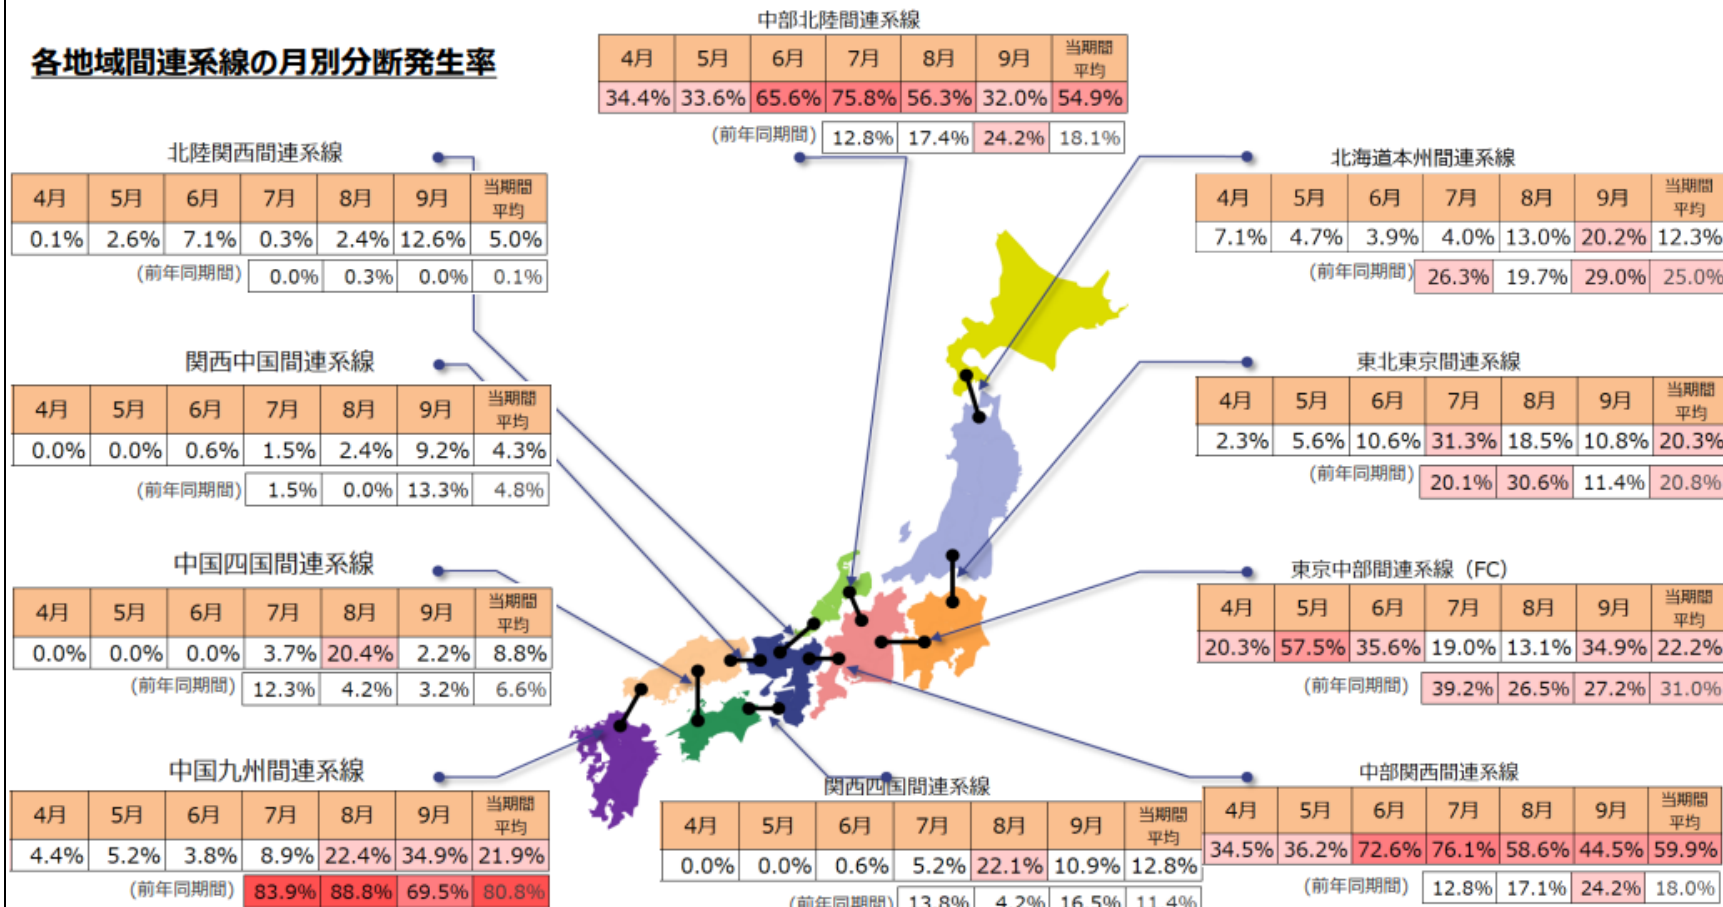 各地域間連系線の月別分断発生率
中部北陸間連系線
4月 5月 6月 7月 8月 9月 当期間平均
34.4% 33.6% 65.6% 75.8% 56.3% 32.0% 54.9%
(前年同期間) 12.8% 17.4% 24.2% 18.1%
北陸関西間連系線
4月 5月 6月 7月 8月 9月 当期間平均
0.1% 2.6% 7.1% 0.3% 2.4% 12.6% 5.0%
(前年同期間) 0.0% 0.3% 0.0% 0.1%
北海道本州間連系線
4月 5月 6月 7月 8月 9月 当期間平均
7.1% 4.7% 3.9% 4.0% 13.0% 20.2% 12.3%
(前年同期間) 26.3% 19.7% 29.0% 25.0%
関西中国間連系線
4月 5月 6月 7月 8月 9月 当期間平均
0.0% 0.0% 0.6% 1.5% 2.4% 9.2% 4.3%
(前年同期間) 1.5% 0.0% 13.3% 4.8%
東北東京間連系線
4月 5月 6月 7月 8月 9月 当期間平均
2.3% 5.6% 10.6% 31.3% 18.5% 10.8% 20.3%
(前年同期間) 20.1% 30.6% 11.4% 20.8%
中国四国間連系線
4月 5月 6月 7月 8月 9月 当期間平均
0.0% 0.0% 0.0% 3.7% 20.4% 2.2% 8.8%
(前年同期間) 12.3% 4.2% 3.2% 6.6%
東京中部間連系線（FC）
4月 5月 6月 7月 8月 9月 当期間平均
20.3% 57.5% 35.6% 19.0% 13.1% 34.9% 22.2%
(前年同期間) 39.2% 26.5% 27.2% 31.0%
中国九州間連系線
4月 5月 6月 7月 8月 9月 当期間平均
4.4% 5.2% 3.8% 8.9% 22.4% 34.9% 21.9%
(前年同期間) 83.9% 88.8% 69.5% 80.8%
関西四国間連系線
4月 5月 6月 7月 8月 9月 当期間平均
0.0% 0.0% 0.6% 5.2% 22.1% 10.9% 12.8%
(前年同期間) 13.8% 4.2% 16.5% 11.4%
中部関西間連系線
4月 5月 6月 7月 8月 9月 当期間平均
34.5% 36.2% 72.6% 76.1% 58.6% 44.5% 59.9%
(前年同期間) 12.8% 17.1% 24.2% 18.0%